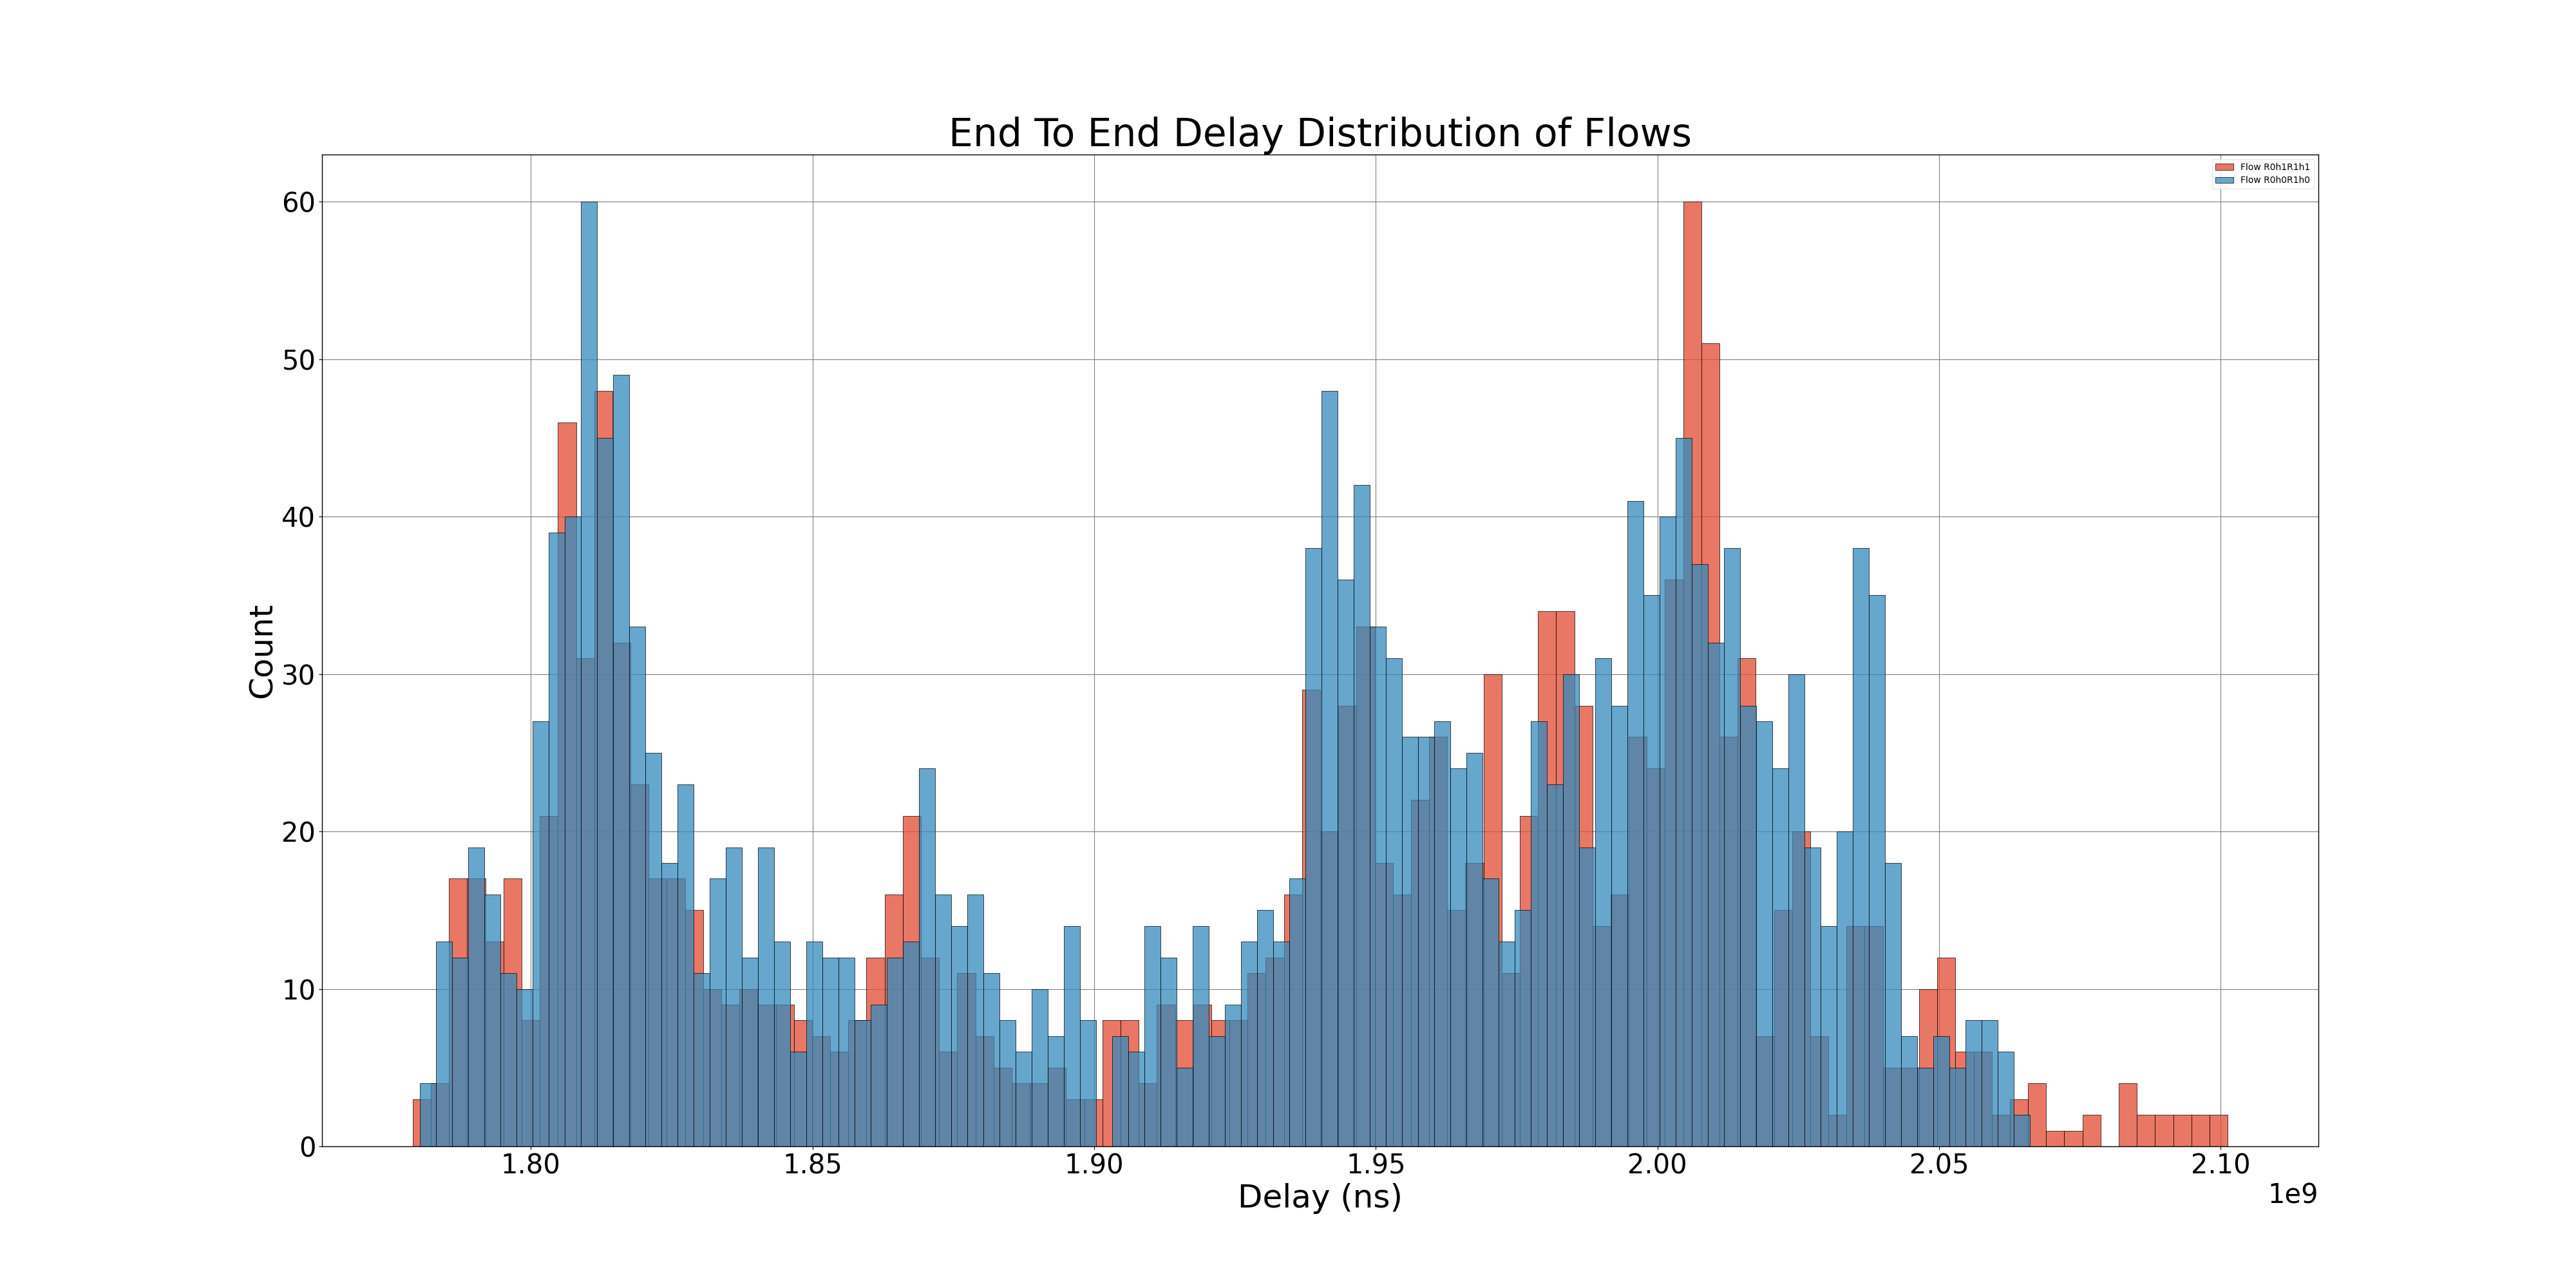 End To End Delay Distribution of Flows
Flow R0h1R1h1
Flow R0h0R1h0
Count
60
50
40
30
20
10
0
1.80 1.85 1.90 1.95 2.00 2.05 2.10
Delay (ns)
1e9